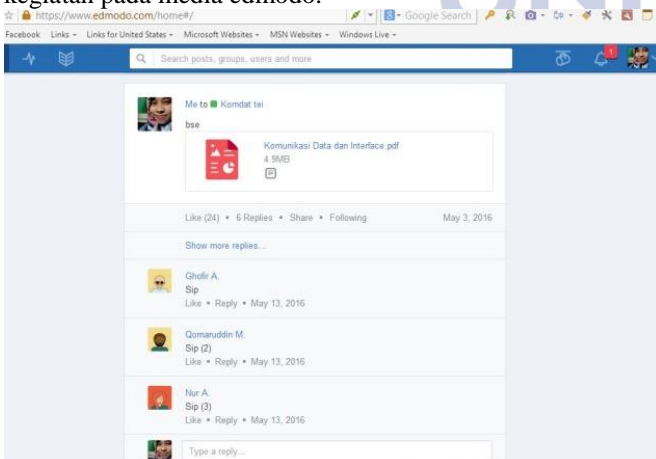 kegiatan pada media edmodo.
https://www.edmodo.com/home#/
Google Search
Facebook Links Links for United States Microsoft Websites MSN Websites Windows Live
Search posts, groups, users and more
1
Me to Komdat tei
bse
Komunikasi Data dan Interface.pdf
4.9MB
Like (24) • 6 Replies • Share • Following May 3, 2016
Show more replies...
Ghofir A.
Sip
Like • Reply • May 13, 2016
Qomaruddin M.
Sip (2)
Like • Reply • May 13, 2016
Nur A.
Sip (3)
Like • Reply • May 13, 2016
Type a reply...